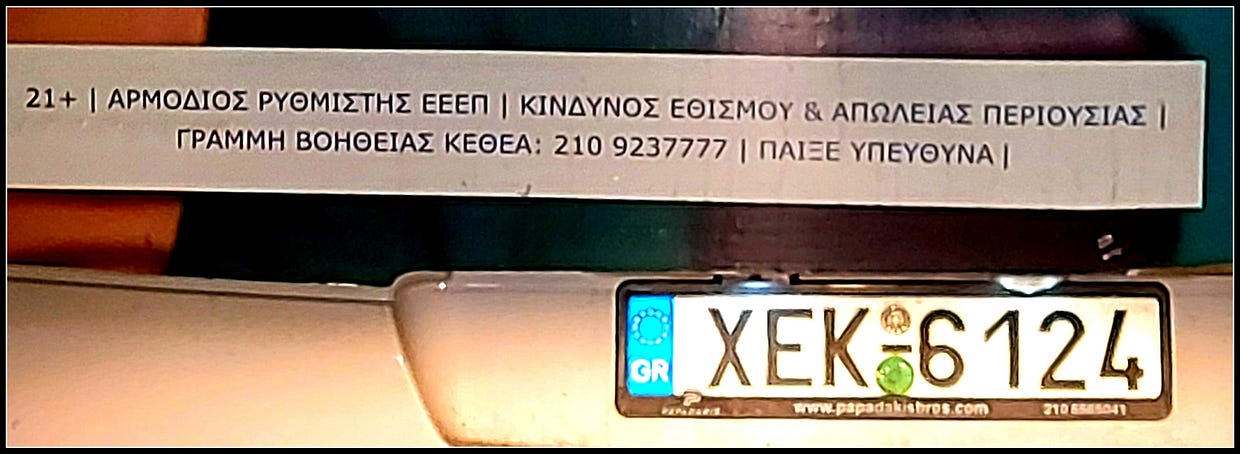 21+ | ΑΡΜΟΔΙΟΣ ΡΥΘΜΙΣΤΗΣ ΕΕΕΠ | ΚΙΝΔΥΝΟΣ ΕΘΙΣΜΟΥ & ΑΠΩΛΕΙΑΣ ΠΕΡΙΟΥΣΙΑΣ |
ΓΡΑΜΜΗ ΒΟΗΘΕΙΑΣ ΚΕΘΕΑ: 210 9237777 | ΠΑΙΞΕ ΥΠΕΥΘΥΝΑ |
GR ΧΕΚ-6124
PAPADAKIS www.papadakisbros.com